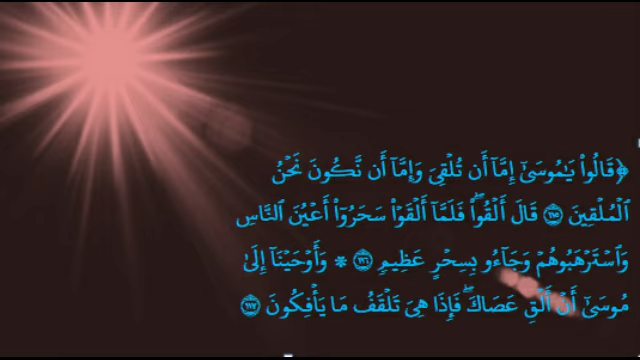 ﴿قَالُوا۟ يَـٰمُوسَىٰٓ إِمَّآ أَن تُلْقِىَ وَإِمَّآ أَن نَّكُونَ نَحْنُ
ٱلْمُلْقِينَ ١١٥ قَالَ أَلْقُوا۟ ۖ فَلَمَّآ أَلْقَوْا۟ سَحَرُوٓا۟ أَعْيُنَ ٱلنَّاسِ
وَٱسْتَرْهَبُوهُمْ وَجَآءُو بِسِحْرٍ عَظِيمٍ ١١٦ * وَأَوْحَيْنَآ إِلَىٰ
مُوسَىٰٓ أَنْ أَلْقِ عَصَاكَ ۖ فَإِذَا هِىَ تَلْقَفُ مَا يَأْفِكُونَ ١١٧